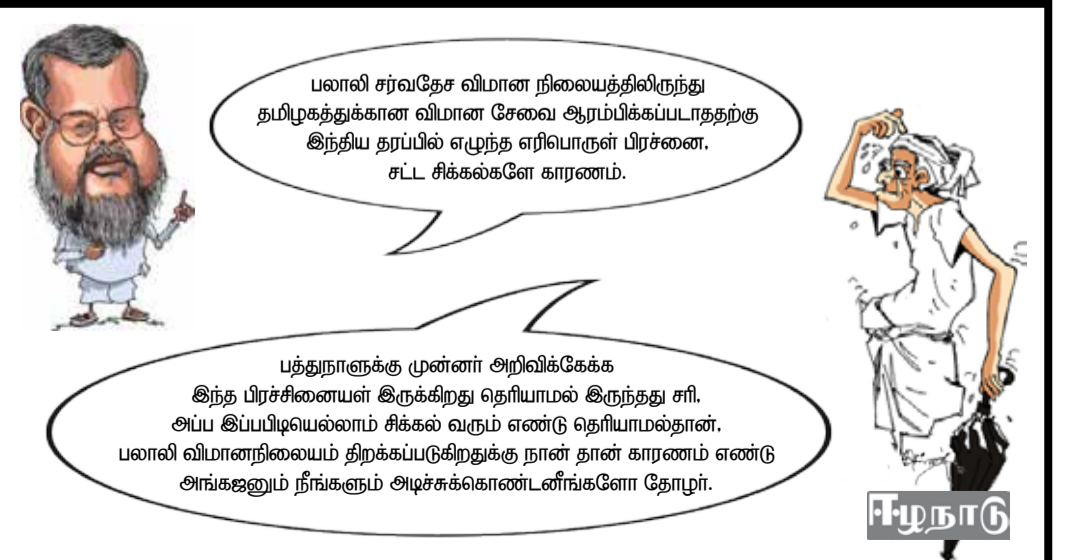 பலாலி சர்வதேச விமான நிலையத்திலிருந்து
தமிழகத்துக்கான விமான சேவை ஆரம்பிக்கப்படாததற்கு
இந்திய தரப்பில் எழுந்த எரிபொருள் பிரச்னை,
சட்ட சிக்கல்களே காரணம்.
பத்துநாளுக்கு முன்னர் அறிவிக்கேக்க
இந்த பிரச்சினையள் இருக்கிறது தெரியாமல் இருந்தது சரி,
அப்ப இப்பபிடியெல்லாம் சிக்கல் வரும் எண்டு தெரியாமல்தான்,
பலாலி விமானநிலையம் திறக்கப்படுகிறதுக்கு நான் தான் காரணம் எண்டு
அங்கஜனும் நீங்களும் அடிச்சுக்கொண்டனீங்களோ தோழர்.
ஈழநாடு